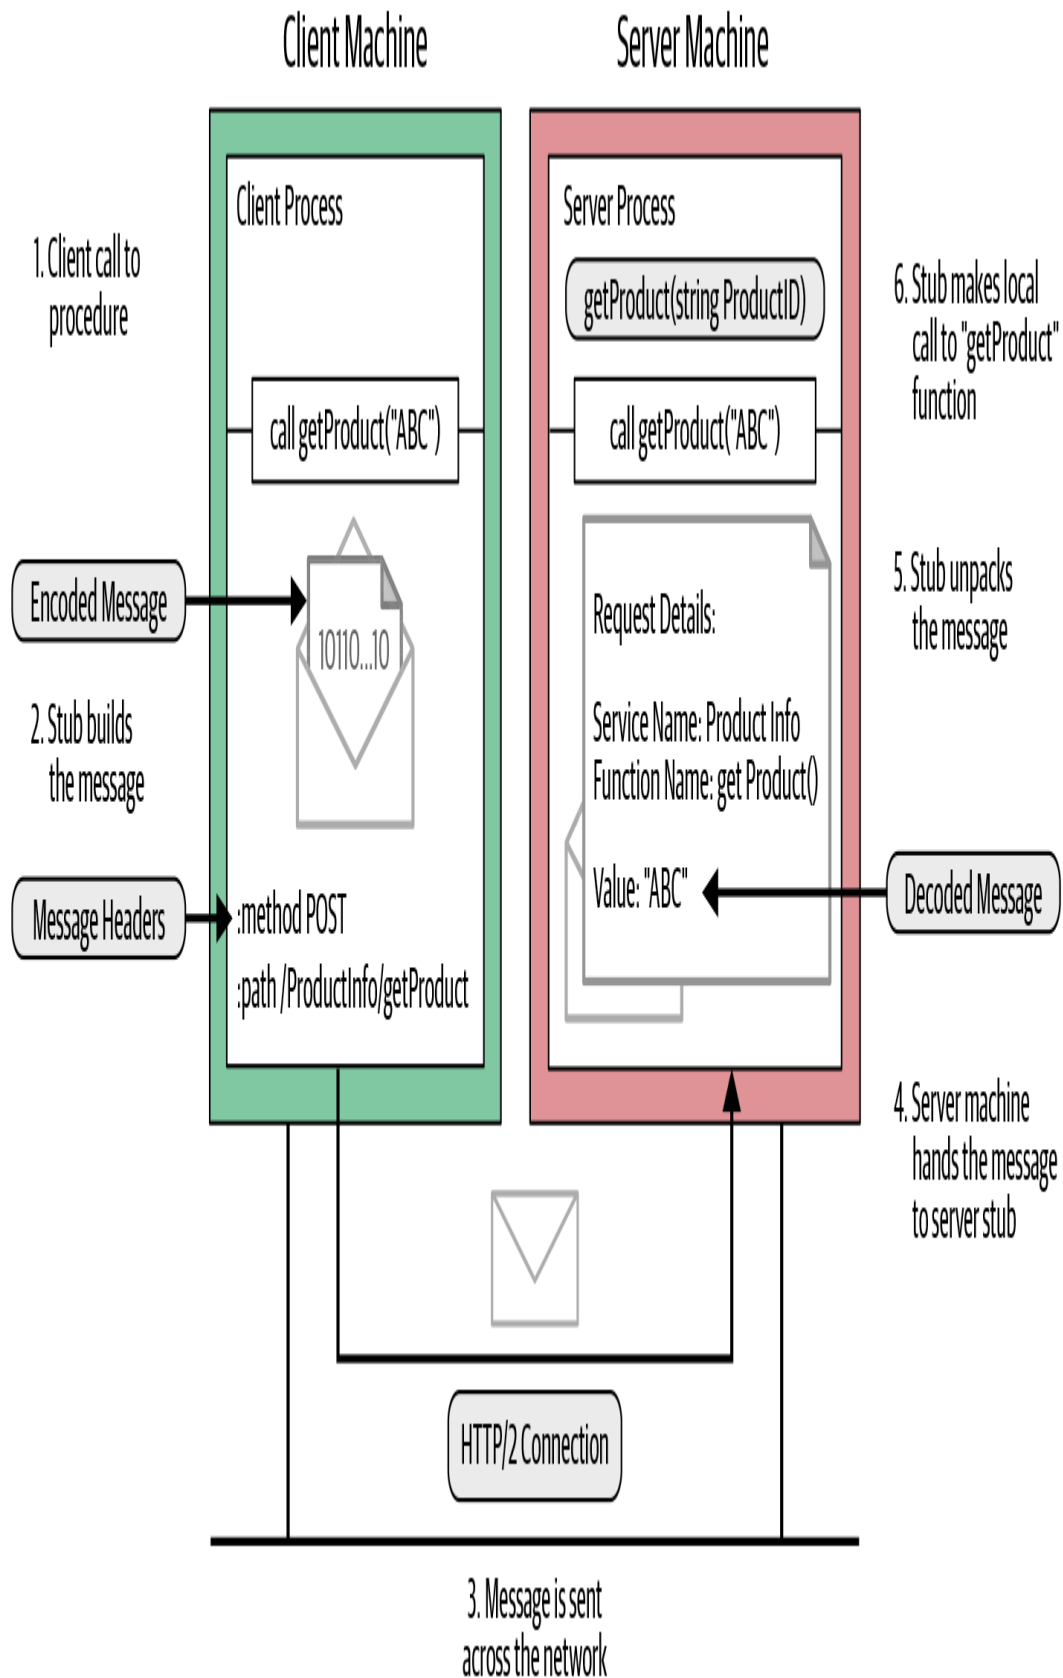 Client Machine
Server Machine
Client Process
Server Process
1. Client call to
procedure
getProduct(string ProductID)
6. Stub makes local
call to "getProduct"
function
call getProduct("ABC")
call getProduct("ABC")
Encoded Message
10110...10
5. Stub unpacks
the message
Request Details:
2. Stub builds
the message
Service Name: Product Info
Function Name: get Product()
Value: "ABC"
Decoded Message
Message Headers
:method POST
:path /ProductInfo/getProduct
4. Server machine
hands the message
to server stub
HTTP/2 Connection
3. Message is sent
across the network